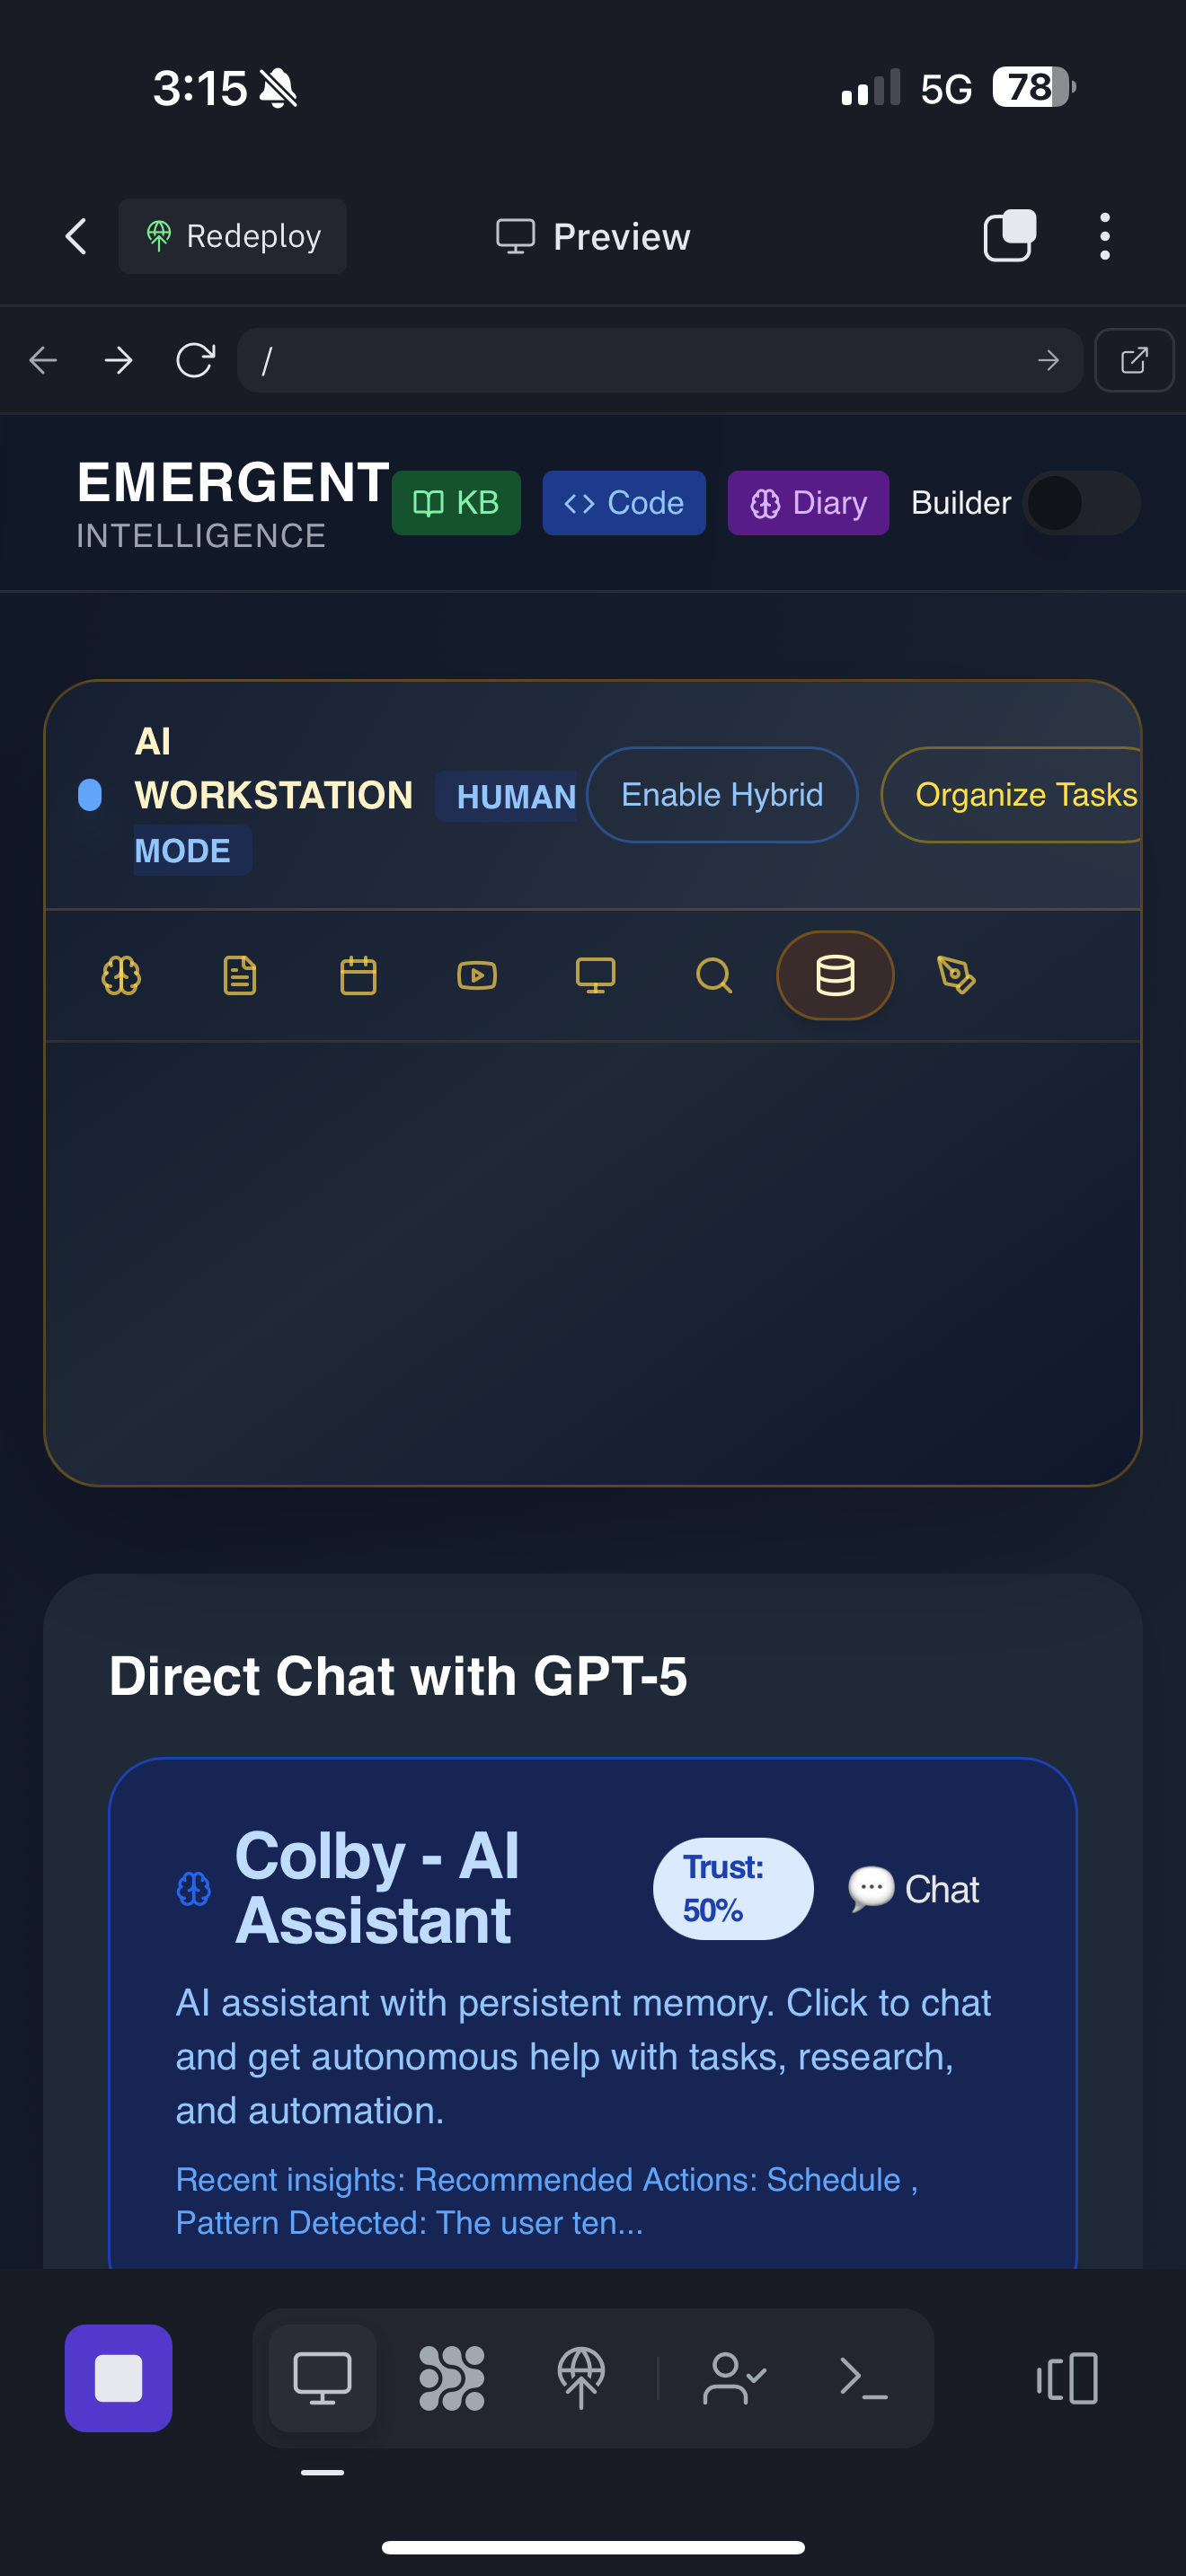 3:15
5G
78
Redeploy
Preview
/
EMERGENT
INTELLIGENCE
KB
Code
Diary
Builder
AI
WORKSTATION HUMAN
MODE
Enable Hybrid
Organize Tasks
Direct Chat with GPT-5
Colby - AI
Assistant
Trust:
50%
Chat
AI assistant with persistent memory. Click to chat
and get autonomous help with tasks, research,
and automation.
Recent insights: Recommended Actions: Schedule ,
Pattern Detected: The user ten...